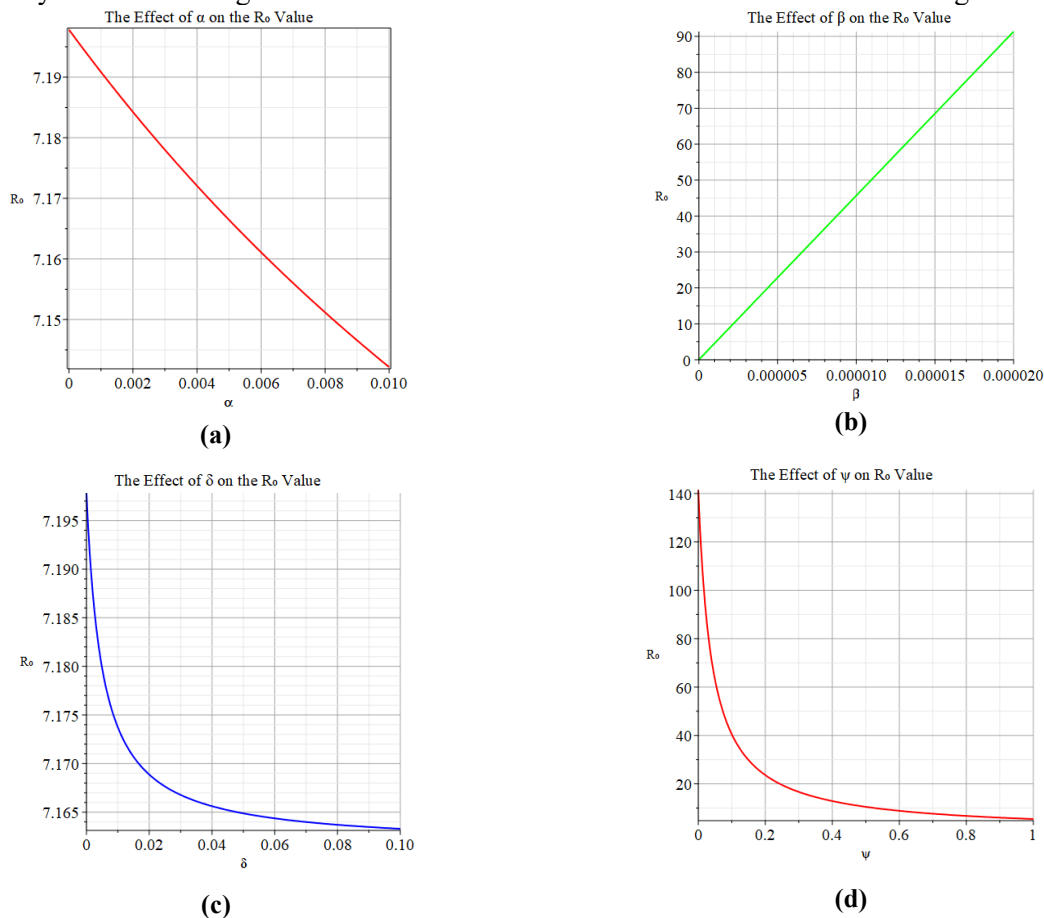 The Effect of α on the R₀ Value
7.19
7.18
R₀ 7.17
7.16
7.15
0 0.002 0.004 0.006 0.008 0.010
α
(a)
The Effect of β on the R₀ Value
90
80
70
60
50
R₀
40
30
20
10
0
0 0.000005 0.000010 0.000015 0.000020
β
(b)
The Effect of δ on the R₀ Value
7.195
7.190
7.185
R₀ 7.180
7.175
7.170
7.165
0 0.02 0.04 0.06 0.08 0.10
δ
(c)
The Effect of ψ on R₀ Value
140
120
100
80
R₀
60
40
20
0 0.2 0.4 0.6 0.8 1
ψ
(d)